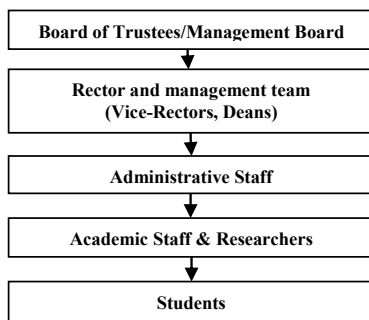 Board of Trustees/Management Board
Rector and management team
(Vice-Rectors, Deans)
Administrative Staff
Academic Staff & Researchers
Students